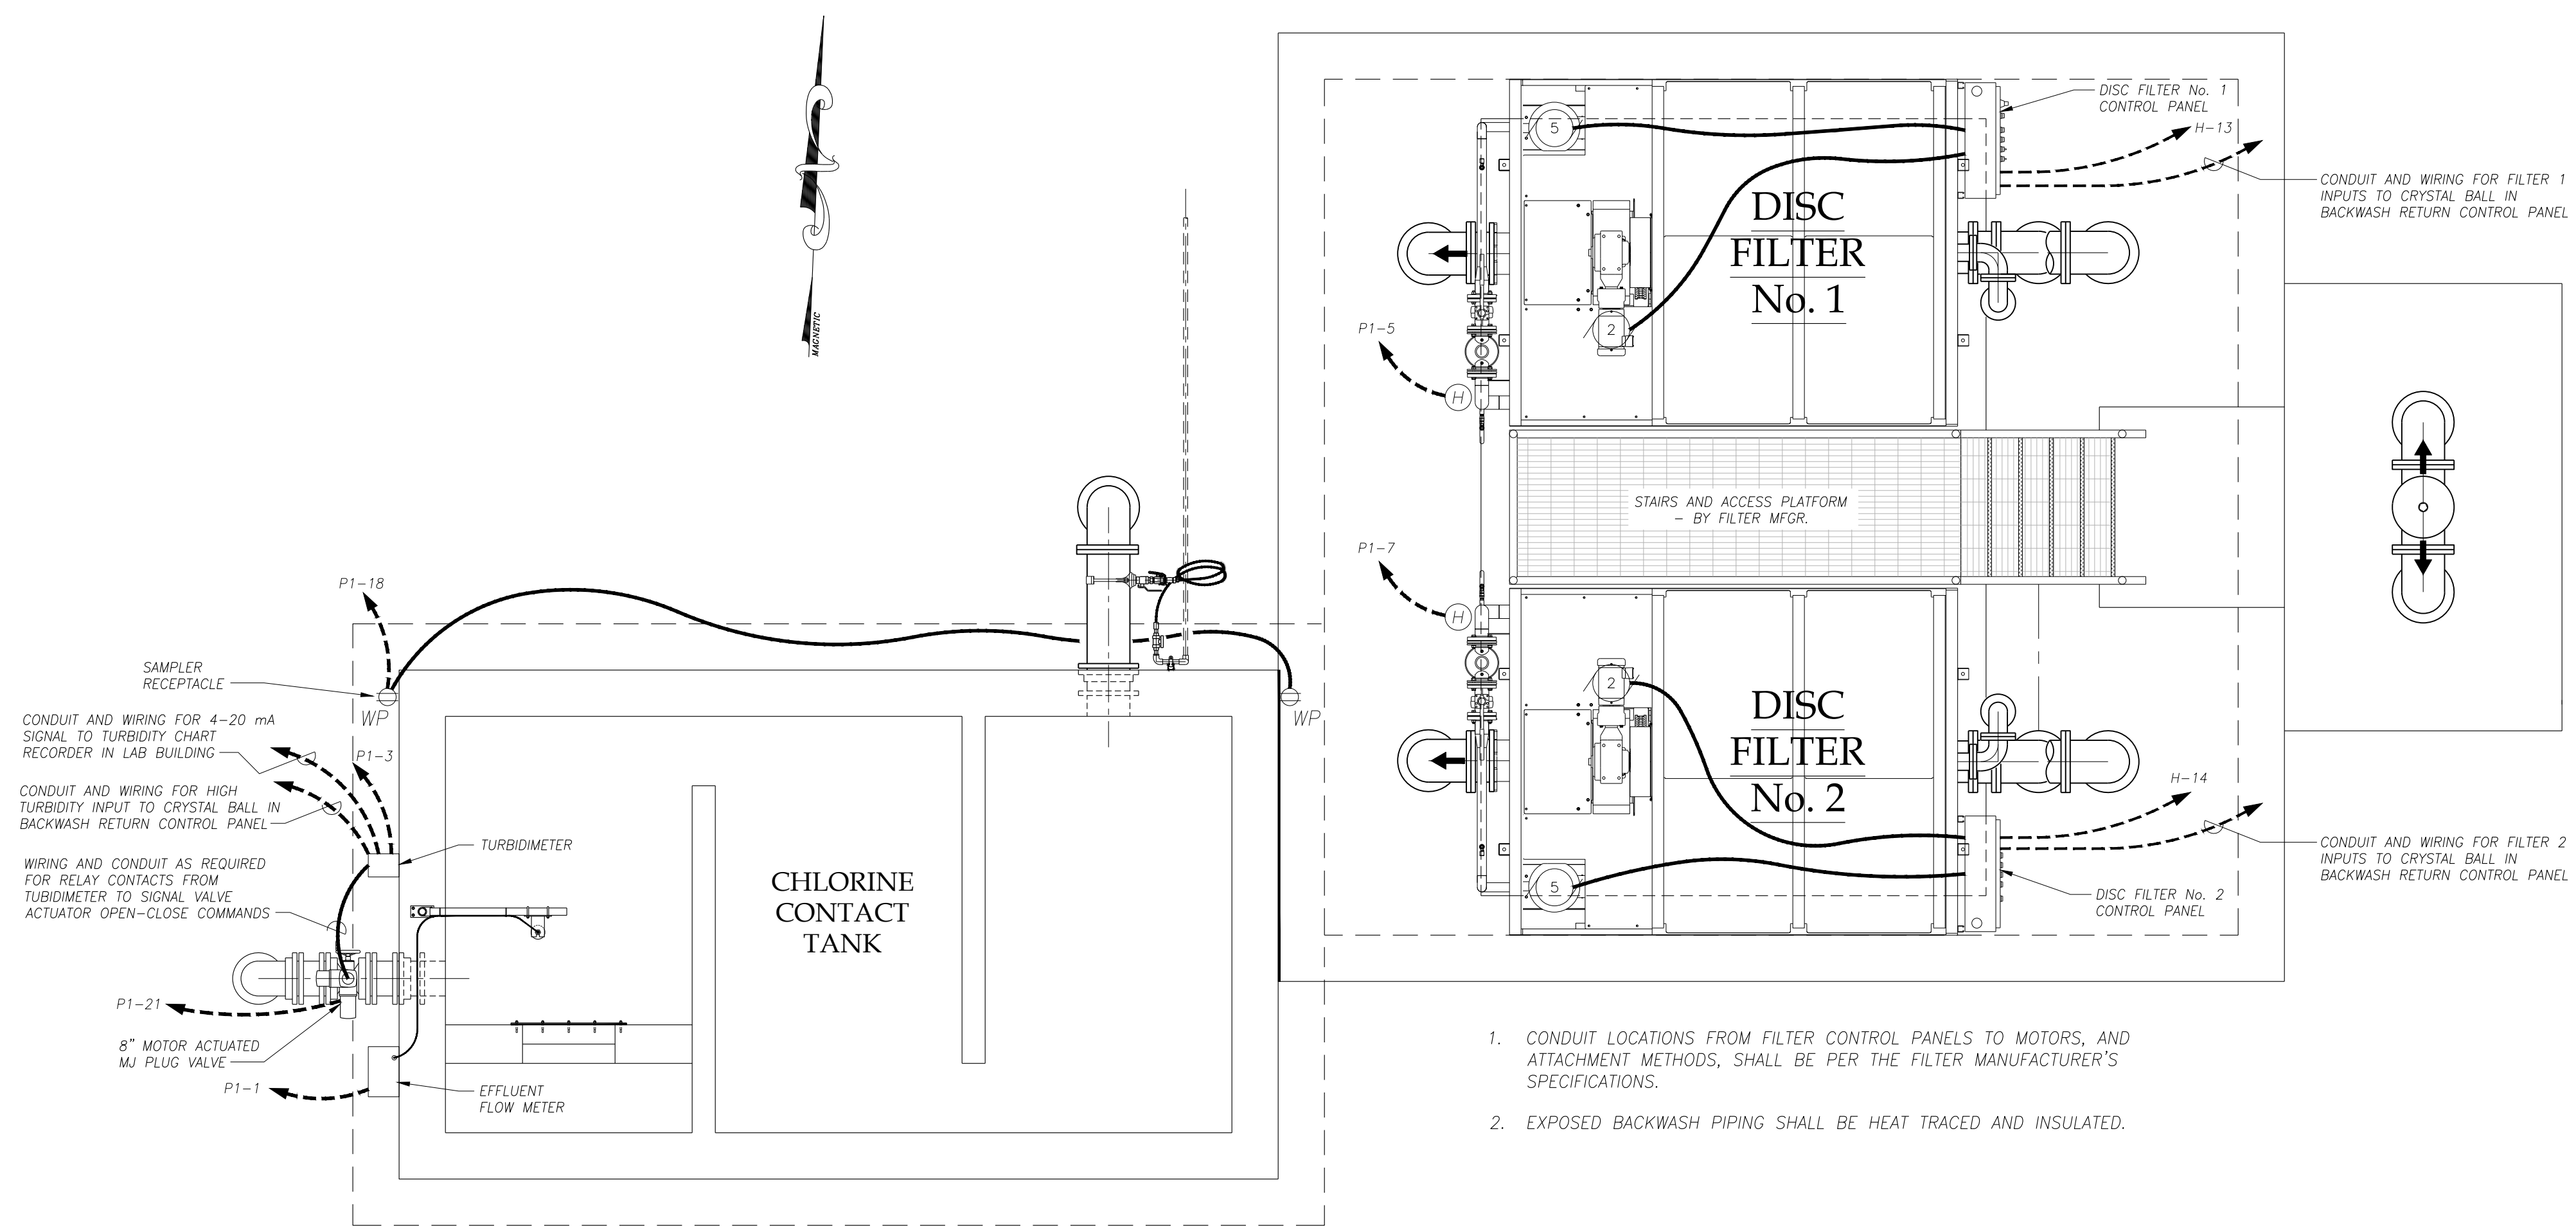 MAGNETIC
DISC FILTER No. 1
CONTROL PANEL
H-13
CONDUIT AND WIRING FOR FILTER 1
INPUTS TO CRYSTAL BALL IN
BACKWASH RETURN CONTROL PANEL
5
2
DISC
FILTER
No. 1
P1-5
H
STAIRS AND ACCESS PLATFORM
- BY FILTER MFGR.
P1-7
H
2
5
DISC
FILTER
No. 2
H-14
CONDUIT AND WIRING FOR FILTER 2
INPUTS TO CRYSTAL BALL IN
BACKWASH RETURN CONTROL PANEL
DISC FILTER No. 2
CONTROL PANEL
P1-18
SAMPLER
RECEPTACLE
WP
WP
CONDUIT AND WIRING FOR 4-20 mA
SIGNAL TO TURBIDITY CHART
RECORDER IN LAB BUILDING
P1-3
CONDUIT AND WIRING FOR HIGH
TURBIDITY INPUT TO CRYSTAL BALL IN
BACKWASH RETURN CONTROL PANEL
TURBIDIMETER
WIRING AND CONDUIT AS REQUIRED
FOR RELAY CONTACTS FROM
TUBIDIMETER TO SIGNAL VALVE
ACTUATOR OPEN-CLOSE COMMANDS
CHLORINE
CONTACT
TANK
P1-21
8" MOTOR ACTUATED
MJ PLUG VALVE
P1-1
EFFLUENT
FLOW METER
1. CONDUIT LOCATIONS FROM FILTER CONTROL PANELS TO MOTORS, AND
ATTACHMENT METHODS, SHALL BE PER THE FILTER MANUFACTURER'S
SPECIFICATIONS.
2. EXPOSED BACKWASH PIPING SHALL BE HEAT TRACED AND INSULATED.